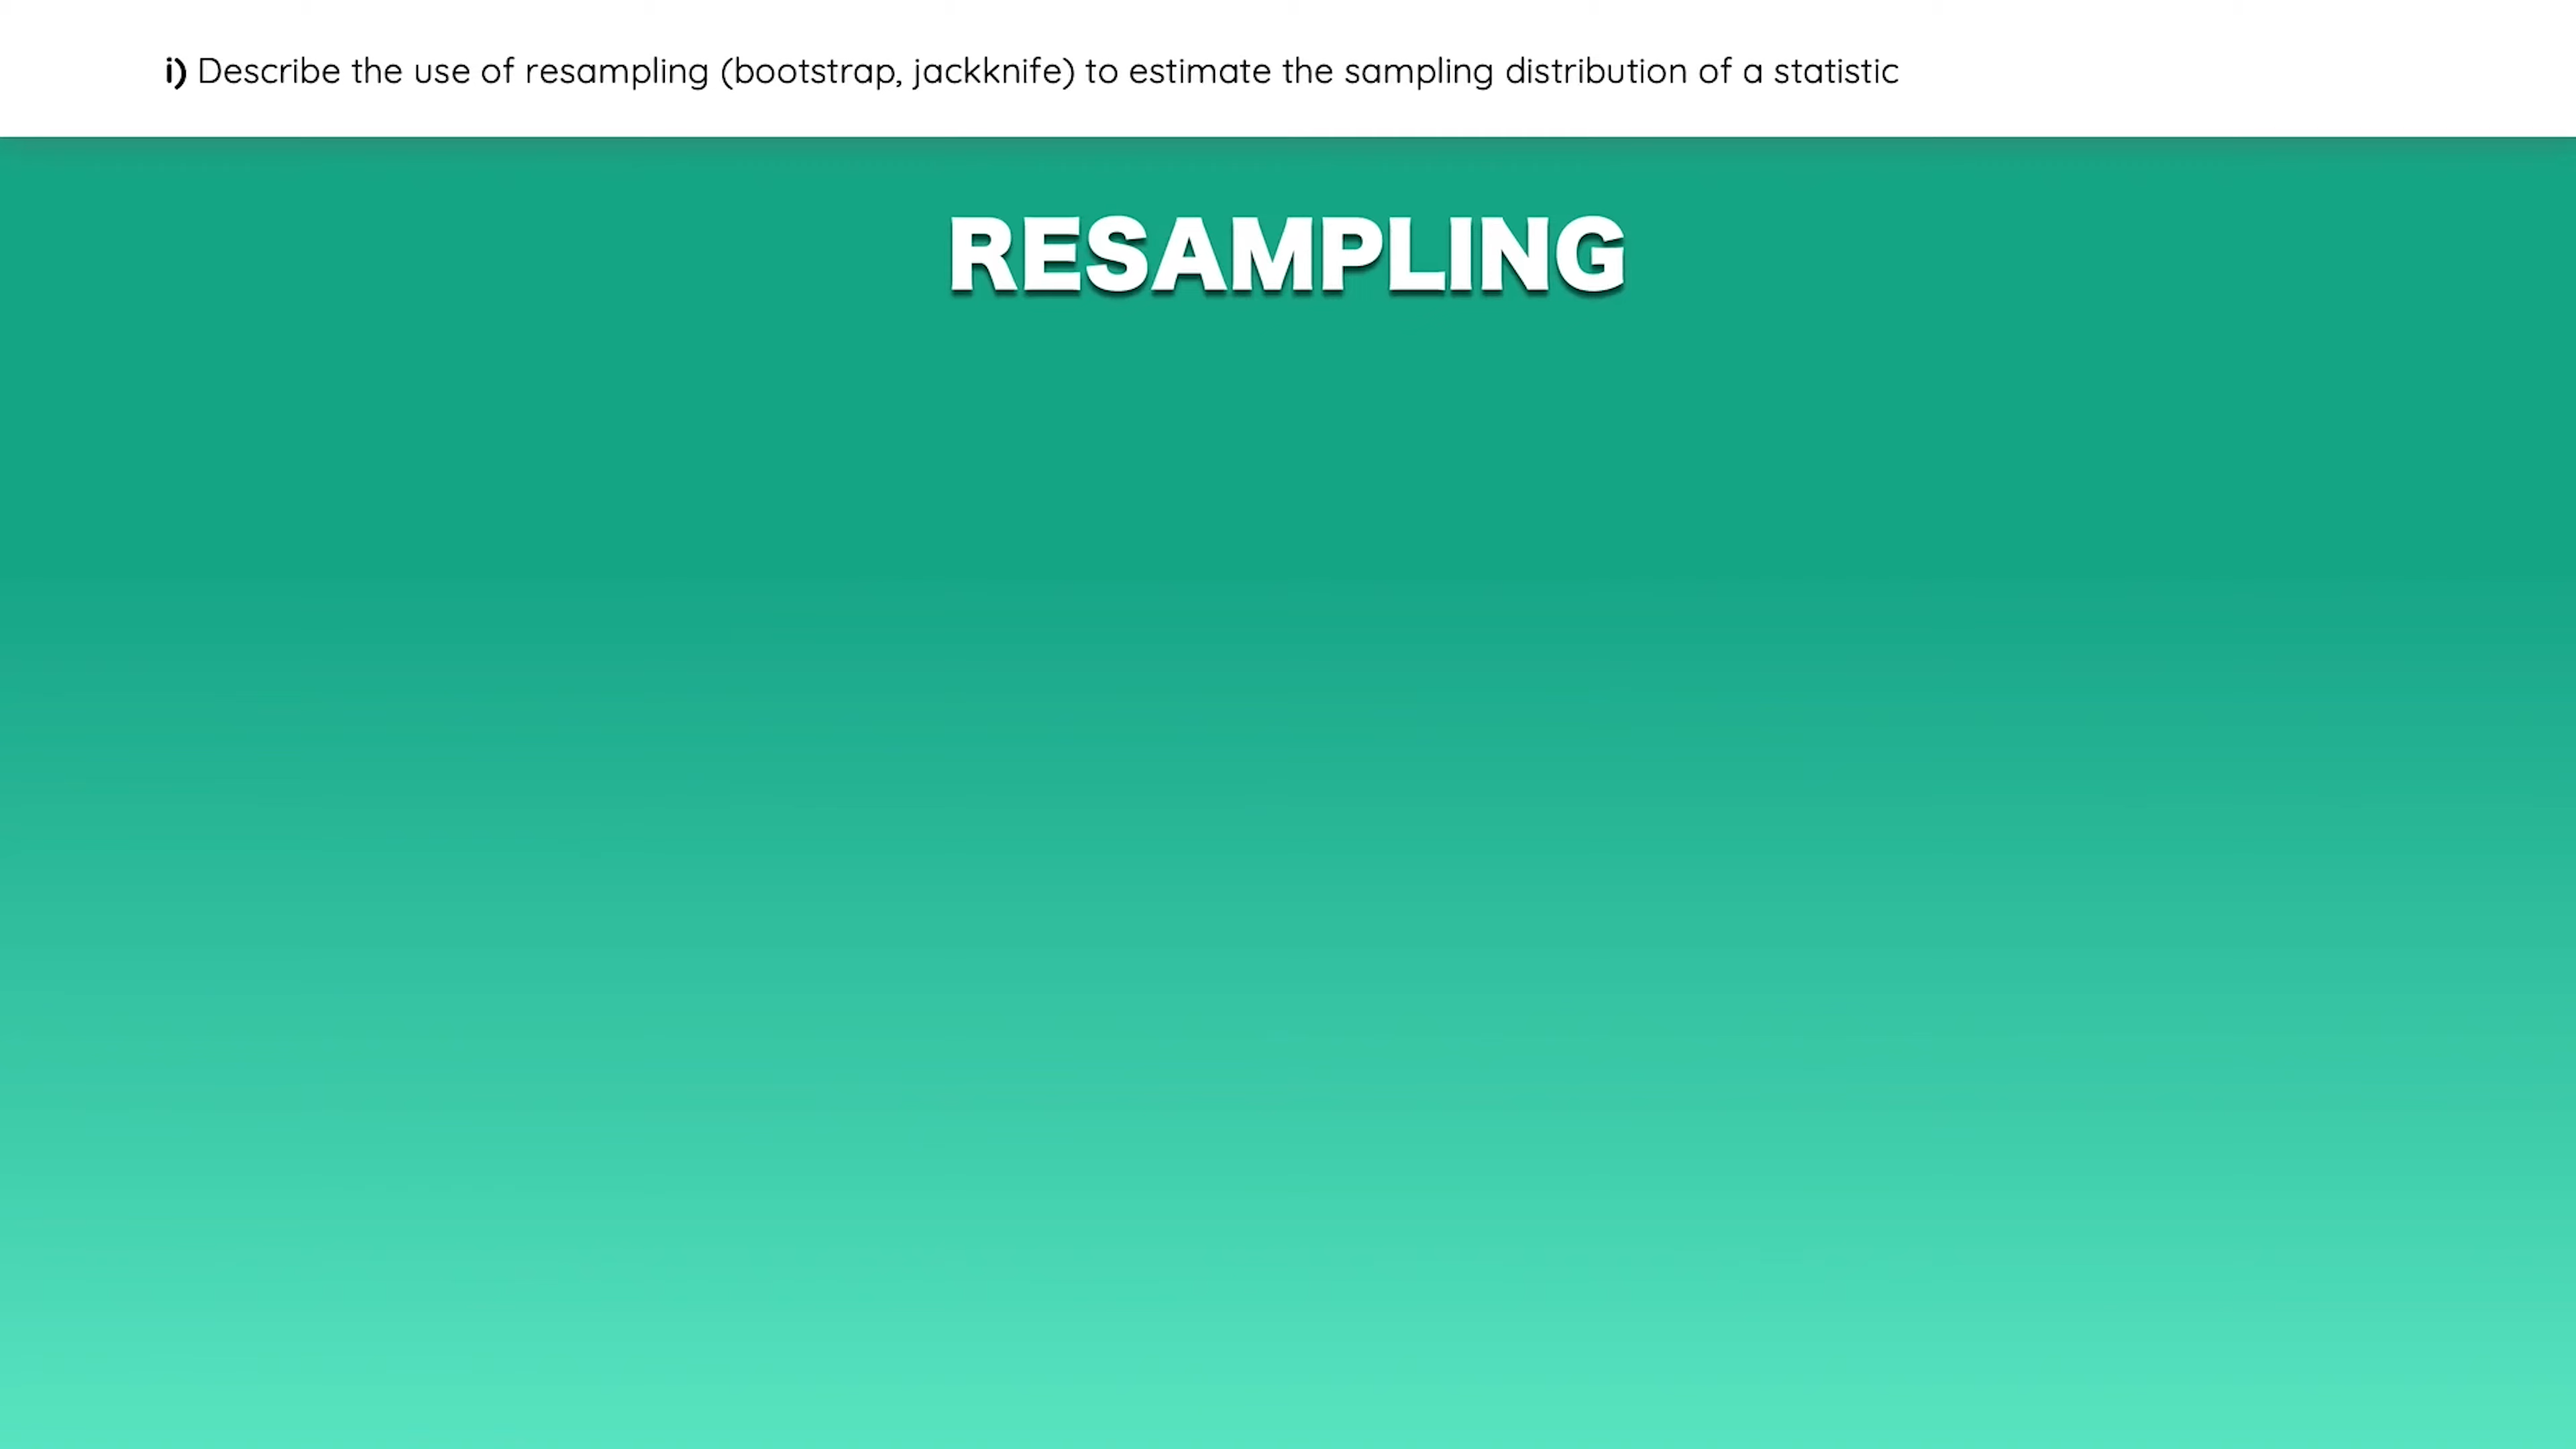 i) Describe the use of resampling (bootstrap, jackknife) to estimate the sampling distribution of a statistic
RESAMPLING